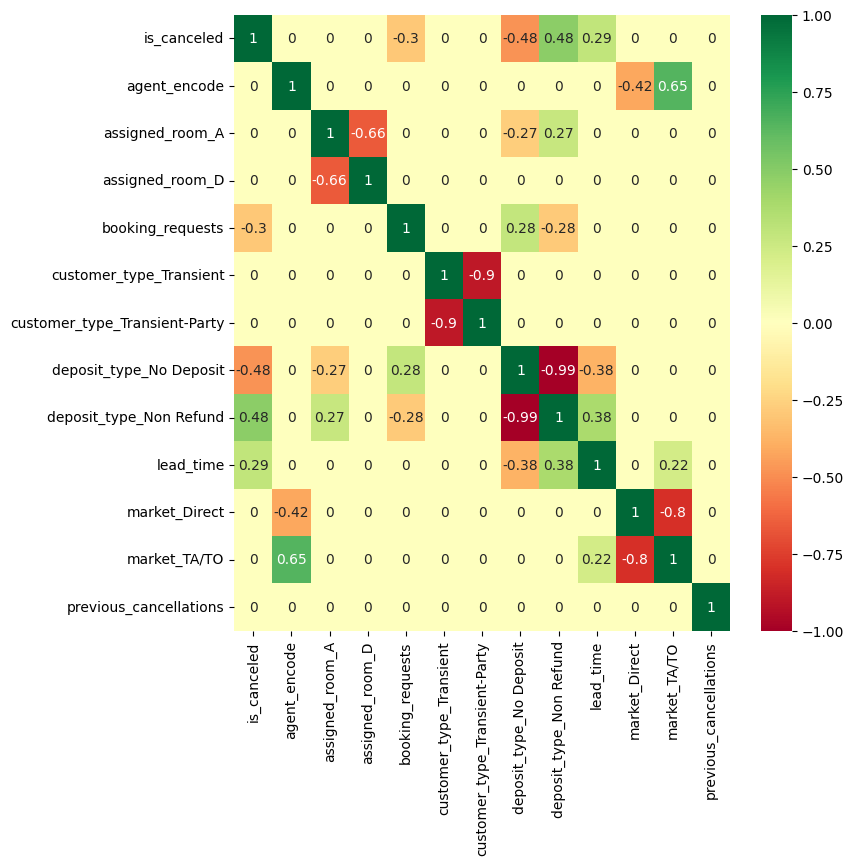 is_canceled 1 0 0 0 -0.3 0 0 -0.48 0.48 0.29 0 0 0
agent_encode 0 1 0 0 0 0 0 0 0 0 -0.42 0.65 0
assigned_room_A 0 0 1 -0.66 0 0 0 -0.27 0.27 0 0 0 0
assigned_room_D 0 0 -0.66 1 0 0 0 0 0 0 0 0 0
booking_requests -0.3 0 0 0 1 0 0 0.28 -0.28 0 0 0 0
customer_type_Transient 0 0 0 0 0 1 -0.9 0 0 0 0 0 0
customer_type_Transient-Party 0 0 0 0 0 -0.9 1 0 0 0 0 0 0
deposit_type_No Deposit -0.48 0 -0.27 0 0.28 0 0 1 -0.99 -0.38 0 0 0
deposit_type_Non Refund 0.48 0 0.27 0 -0.28 0 0 -0.99 1 0.38 0 0 0
lead_time 0.29 0 0 0 0 0 0 -0.38 0.38 1 0 0.22 0
market_Direct 0 -0.42 0 0 0 0 0 0 0 0 1 -0.8 0
market_TA/TO 0 0.65 0 0 0 0 0 0 0 0.22 -0.8 1 0
previous_cancellations 0 0 0 0 0 0 0 0 0 0 0 0 1
is_canceled
agent_encode
assigned_room_A
assigned_room_D
booking_requests
customer_type_Transient
customer_type_Transient-Party
deposit_type_No Deposit
deposit_type_Non Refund
lead_time
market_Direct
market_TA/TO
previous_cancellations
1.00
0.75
0.50
0.25
0.00
−0.25
−0.50
−0.75
−1.00